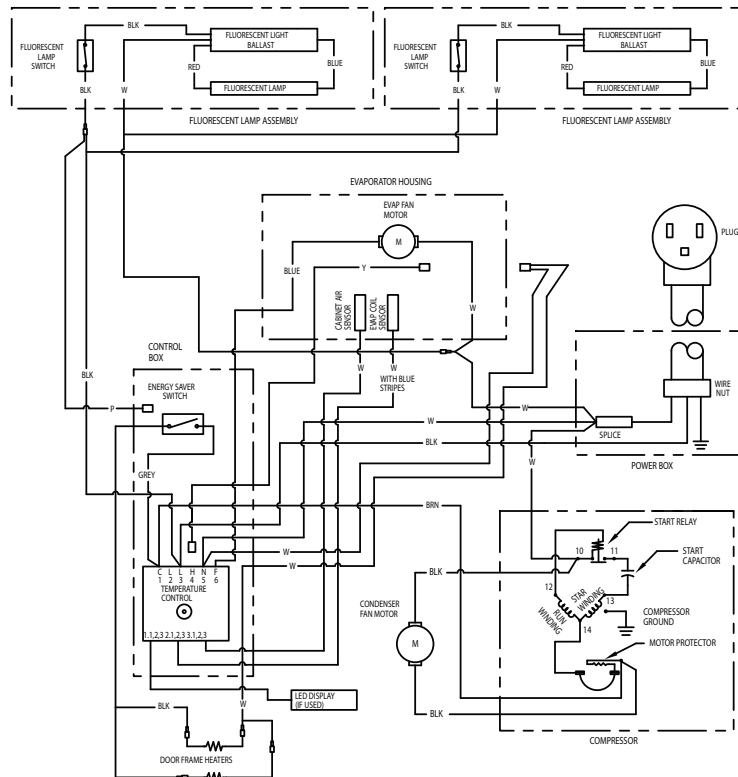 BLK
FLUORESCENT LIGHT
BALLAST
FLUORESCENT
LAMP
SWITCH
RED
BLUE
BLK
W
FLUORESCENT LAMP
FLUORESCENT LAMP ASSEMBLY
BLK
FLUORESCENT LIGHT
BALLAST
FLUORESCENT
LAMP
SWITCH
RED
BLUE
BLK
W
FLUORESCENT LAMP
FLUORESCENT LAMP ASSEMBLY
EVAPORATOR HOUSING
EVAP FAN
MOTOR
M
PLUG
BLUE
Y
W
CABINET AIR
SENSOR
EVAP COIL
SENSOR
W
W
WITH BLUE
STRIPES
CONTROL
BOX
BLK
ENERGY SAVER
SWITCH
P
WIRE
NUT
W
W
SPLICE
BLK
POWER BOX
GREY
W
BRN
W
W
START RELAY
10
11
START
CAPACITOR
C L L H N F
1 2 3 4 5 6
TEMPERATURE
CONTROL
BLK
12
STAR
WINDING
13
RUN
WINDING
14
CONDENSER
FAN MOTOR
COMPRESSOR
GROUND
1.1,2,3 2.1,2,3 3.1,2,3
M
MOTOR PROTECTOR
LED DISPLAY
(IF USED)
BLK
W
BLK
COMPRESSOR
DOOR FRAME HEATERS